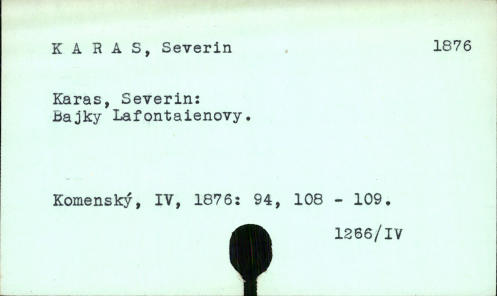 K A R A S, Severin 1876
Karas, Severin:
Bajky Lafontaienovy.
Komenský, IV, 1876: 94, 108 - 109.
1266/IV